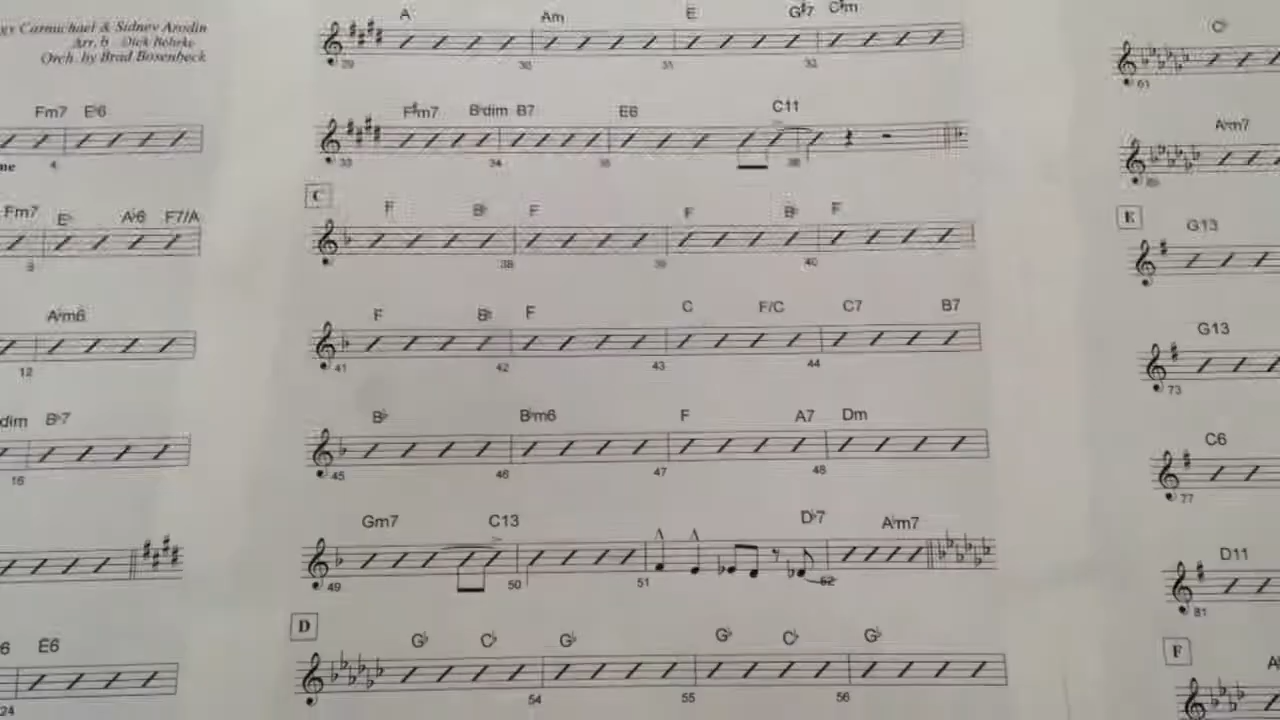 Carmichael & Sidney Arodin
Arr. b Dick Behrke
Orch. by Brad Bosenbeck
Fm7 E♭6
4
Fm7 E♭ A♭6 F7/A
A♭m6
12
dim B♭7
16
6 E6
24
A Am E G#7 C#m
29 30 31 32
F#m7 B♭dim B7 E6 C11
33 34 35 36
C
F B♭ F F B♭ F
38 39 40
F B♭ F C F/C C7 B7
41 42 43 44
B♭ B♭m6 F A7 Dm
45 46 47 48
Gm7 C13 D♭7 A♭m7
49 50 51 52
D
G♭ C♭ G♭ G♭ C♭ G♭
54 55 56
C♭
61
A♭m7
E
G13
G13
73
C6
77
D11
81
F